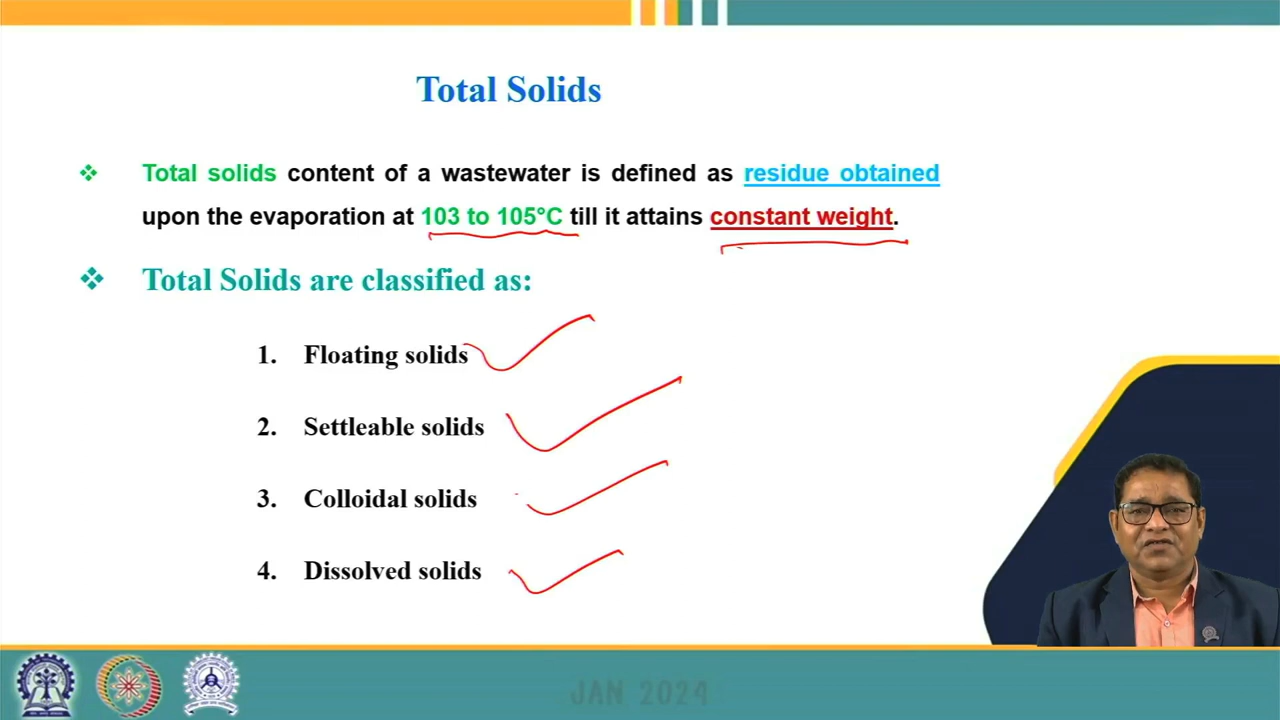 Total Solids
Total solids content of a wastewater is defined as residue obtained
upon the evaporation at 103 to 105°C till it attains constant weight.
Total Solids are classified as:
1. Floating solids
2. Settleable solids
3. Colloidal solids
4. Dissolved solids
JAN 2024